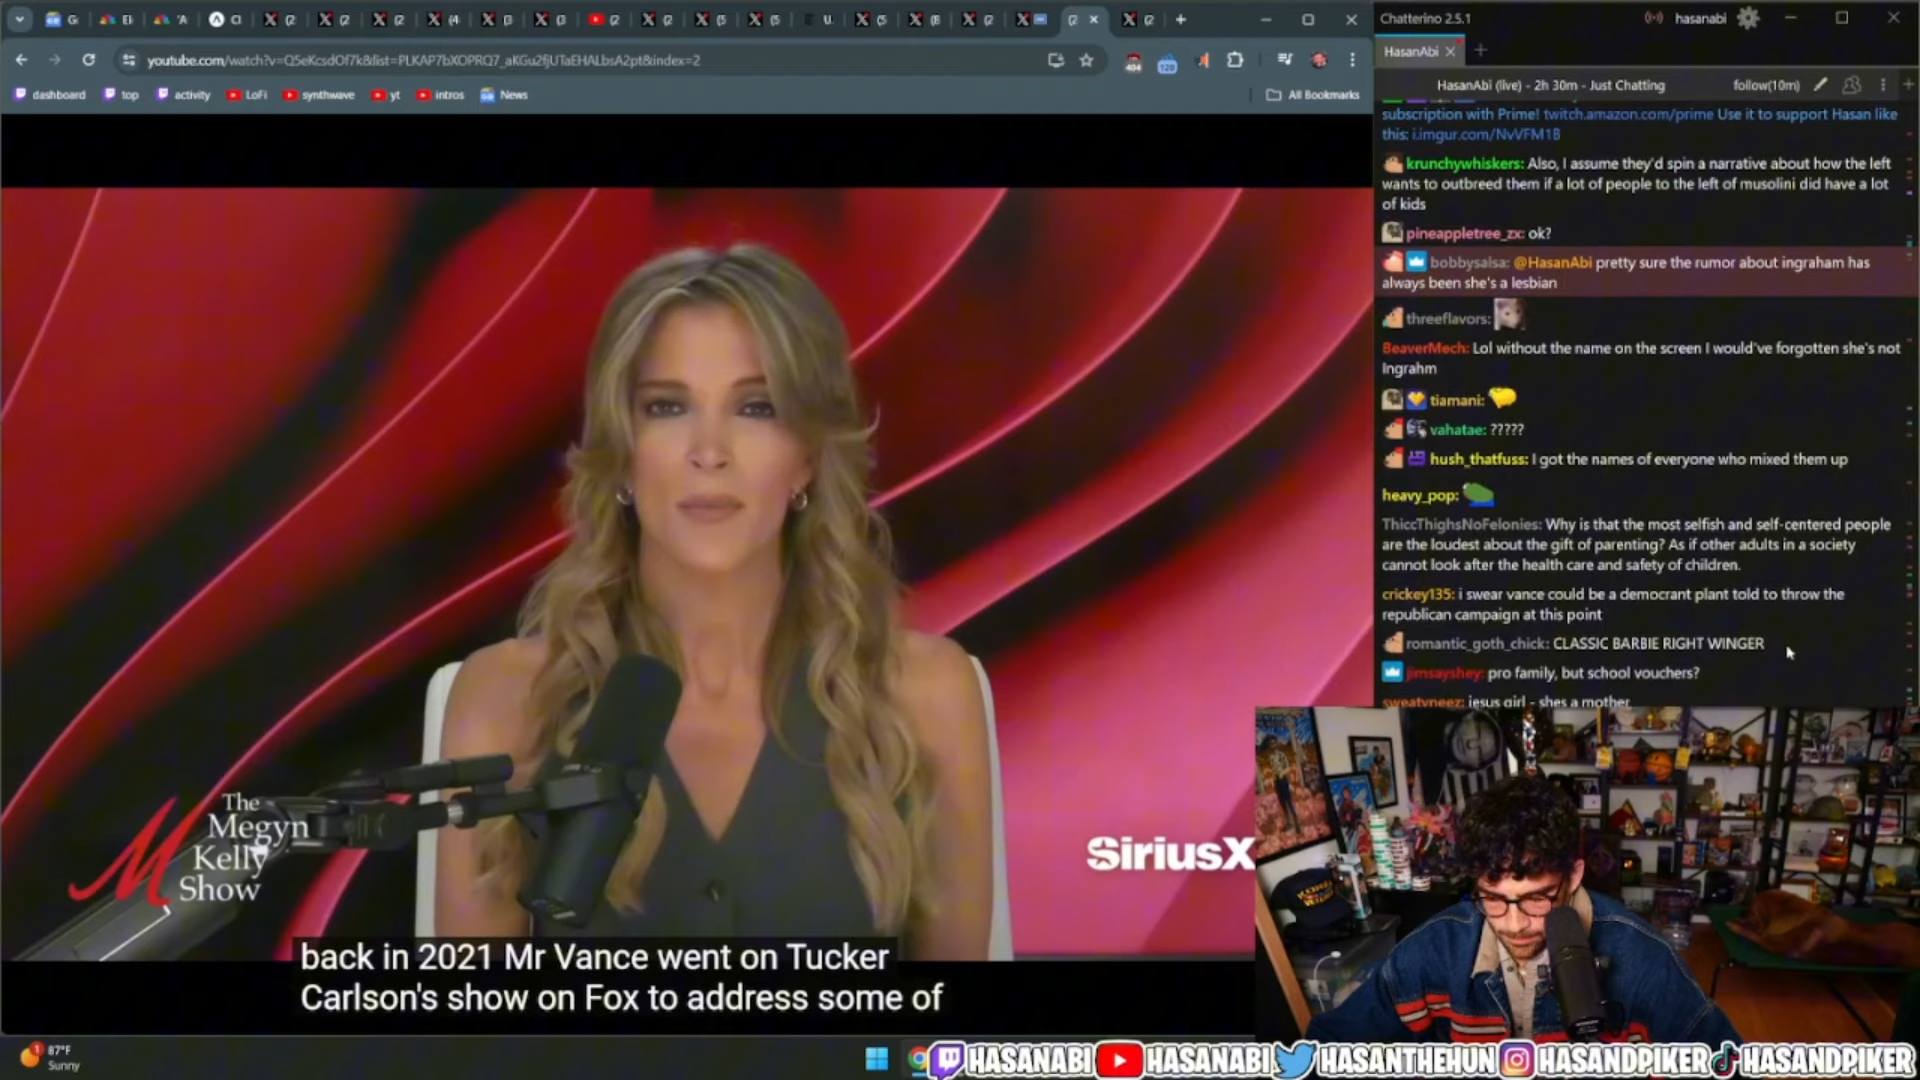 youtube.com/watch?v=Q5eKcsdOf7k&list=PLKAP7bXOPRQ7_aKGu2fjUTaEHALbsA2pt&index=2
404
120
dashboard
top
activity
LoFi
synthwave
yt
intros
News
All Bookmarks
The
Megyn
Kelly
Show
SiriusX
back in 2021 Mr Vance went on Tucker
Carlson's show on Fox to address some of
1
87°F
Sunny
Chatterino 2.5.1
hasanabi
HasanAbi
HasanAbi (live) - 2h 30m - Just Chatting
follow(10m)
subscription with Prime! twitch.amazon.com/prime Use it to support Hasan like
this: i.imgur.com/NvVFM1B
krunchywhiskers: Also, I assume they'd spin a narrative about how the left
wants to outbreed them if a lot of people to the left of musolini did have a lot
of kids
pineappletree_zx: ok?
bobbysalsa: @HasanAbi pretty sure the rumor about ingraham has
always been she's a lesbian
threeflavors:
BeaverMech: Lol without the name on the screen I would've forgotten she's not
Ingrahm
tiamani:
vahatae: ?????
hush_thatfuss: I got the names of everyone who mixed them up
heavy_pop:
ThiccThighsNoFelonies: Why is that the most selfish and self-centered people
are the loudest about the gift of parenting? As if other adults in a society
cannot look after the health care and safety of children.
crickey135: i swear vance could be a democrant plant told to throw the
republican campaign at this point
romantic_goth_chick: CLASSIC BARBIE RIGHT WINGER
jimsayshey: pro family, but school vouchers?
sweatyneez: jesus girl - shes a mother
HASANABI
HASANABI
HASANTHEHUN
HASANDPIKER
HASANDPIKER